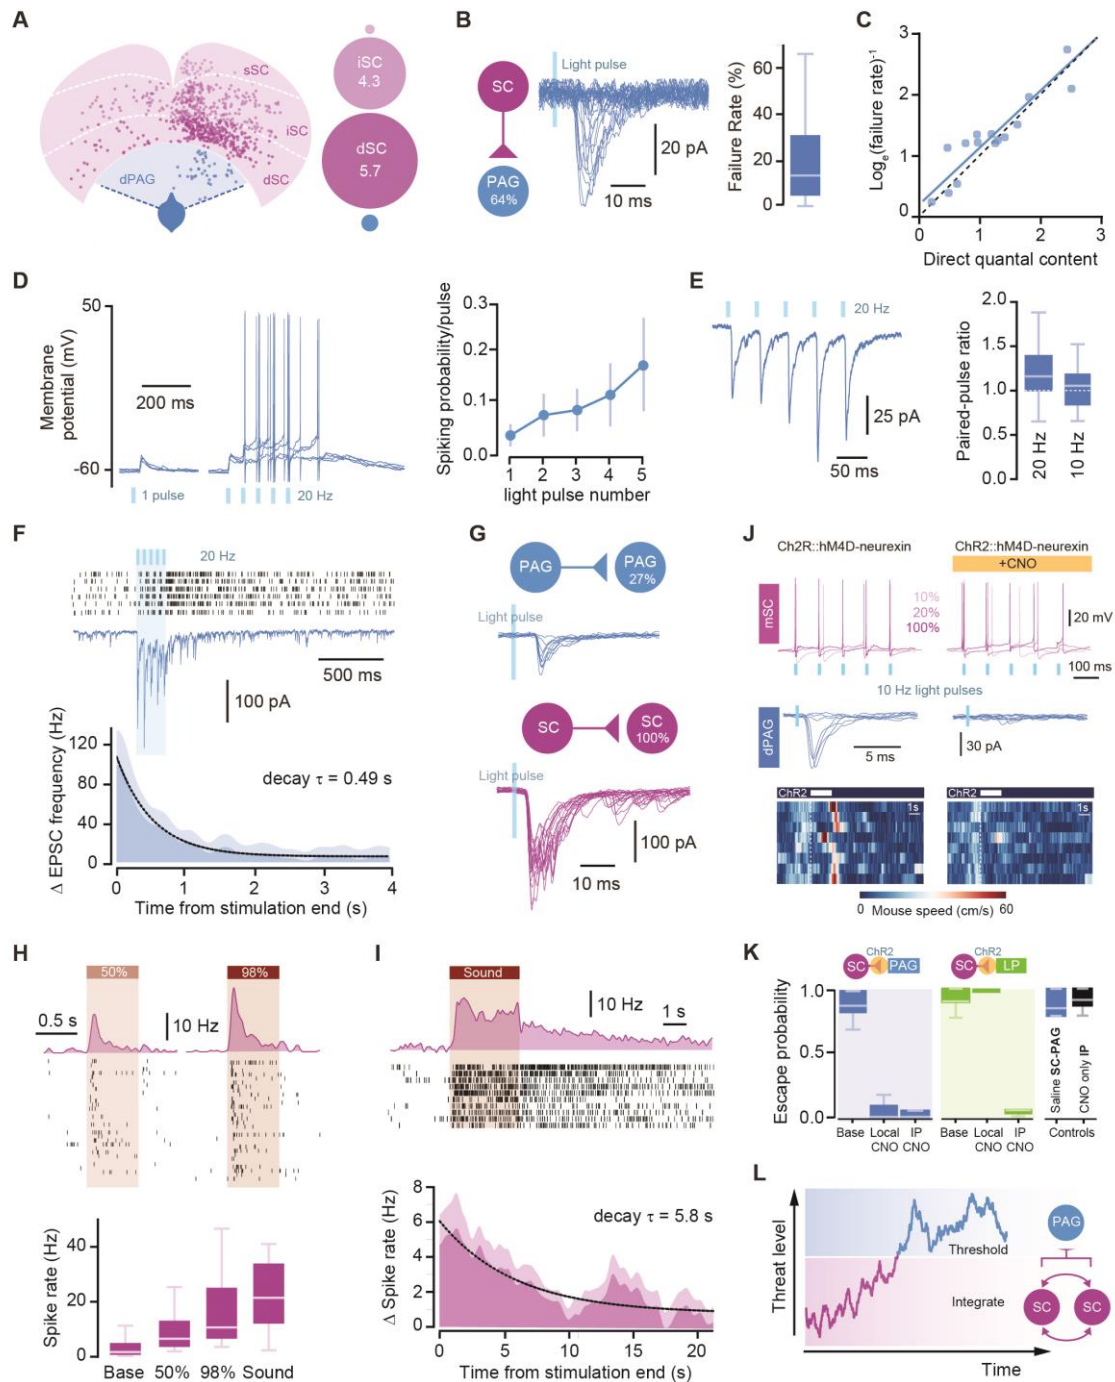 A
sSC
iSC
dSC
dPAG
iSC
4.3
dSC
5.7
B
SC
PAG
64%
Light pulse
20 pA
10 ms
Failure Rate (%)
60
40
20
0
C
Logₑ(failure rate)⁻¹
3
2
1
0
0 1 2 3
Direct quantal content
D
Membrane
potential (mV)
50
-60
200 ms
1 pulse
20 Hz
Spiking probability/pulse
0.3
0.2
0.1
0.0
1 2 3 4 5
light pulse number
E
20 Hz
25 pA
50 ms
Paired-pulse ratio
2.0
1.5
1.0
0.5
0.0
20 Hz
10 Hz
F
20 Hz
500 ms
100 pA
Δ EPSC frequency (Hz)
120
80
40
0
decay τ = 0.49 s
0 1 2 3 4
Time from stimulation end (s)
G
PAG
PAG
27%
Light pulse
SC
SC
100%
Light pulse
100 pA
10 ms
J
Ch2R::hM4D-neurexin
ChR2::hM4D-neurexin
+CNO
mSC
10%
20%
100%
20 mV
100 ms
10 Hz light pulses
dPAG
5 ms
30 pA
ChR2
1s
ChR2
1s
0 Mouse speed (cm/s) 60
H
50%
98%
0.5 s
10 Hz
Spike rate (Hz)
40
20
0
Base 50% 98% Sound
I
Sound
10 Hz
1 s
Δ Spike rate (Hz)
8
6
4
2
0
decay τ = 5.8 s
0 5 10 15 20
Time from stimulation end (s)
K
ChR2
SC PAG
ChR2
SC LP
Escape probability
1.0
0.5
0.0
Base Local CNO IP CNO
Base Local CNO IP CNO
Saline SC-PAG
CNO only IP
Controls
L
Threat level
Threshold
Integrate
PAG
SC SC
Time